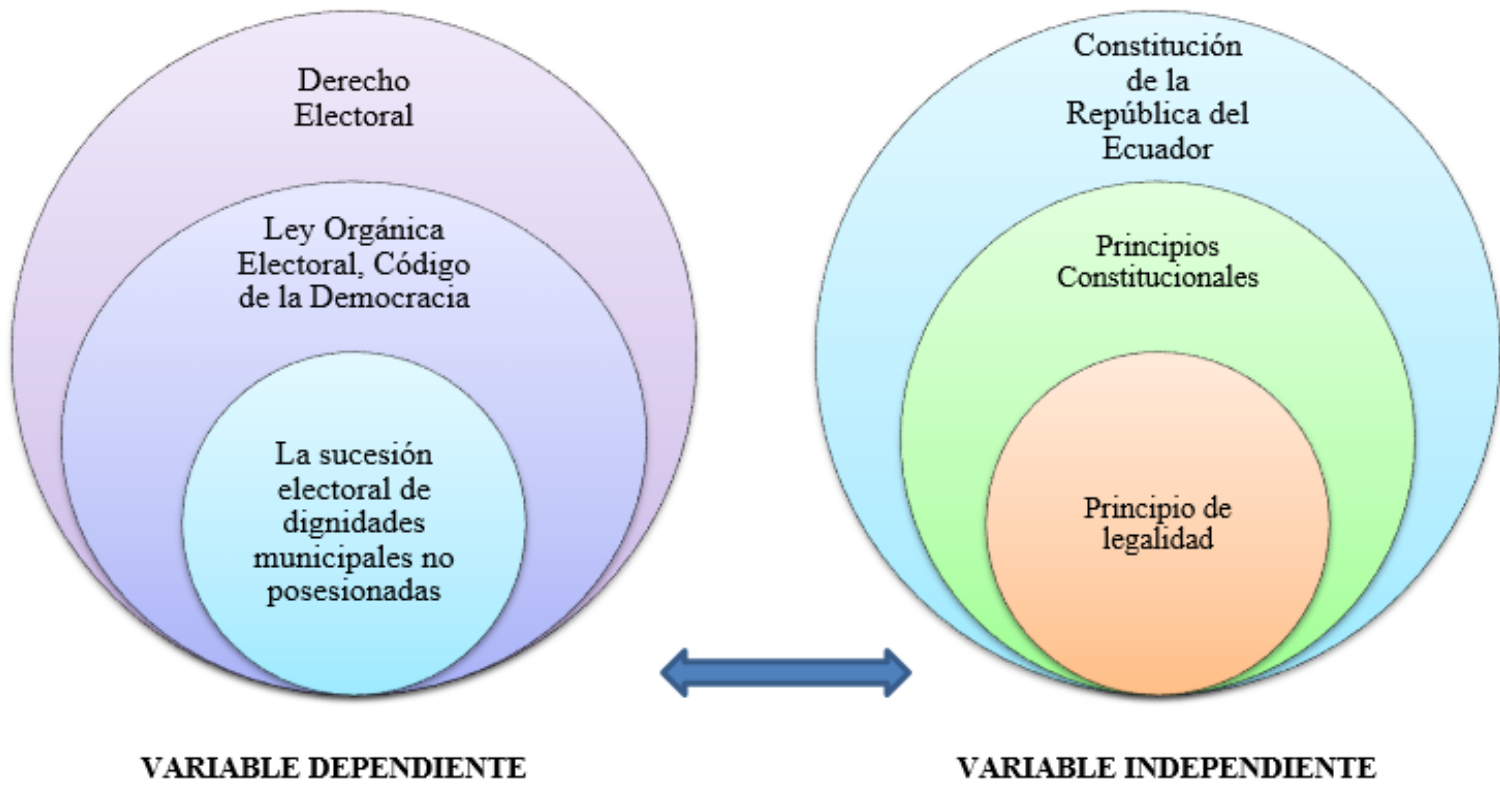 Derecho
Electoral
Ley Orgánica
Electoral, Código
de la Democracia
La sucesión
electoral de
dignidades
municipales no
posesionadas
VARIABLE DEPENDIENTE
Constitución
de la
República del
Ecuador
Principios
Constitucionales
Principio de
legalidad
VARIABLE INDEPENDIENTE